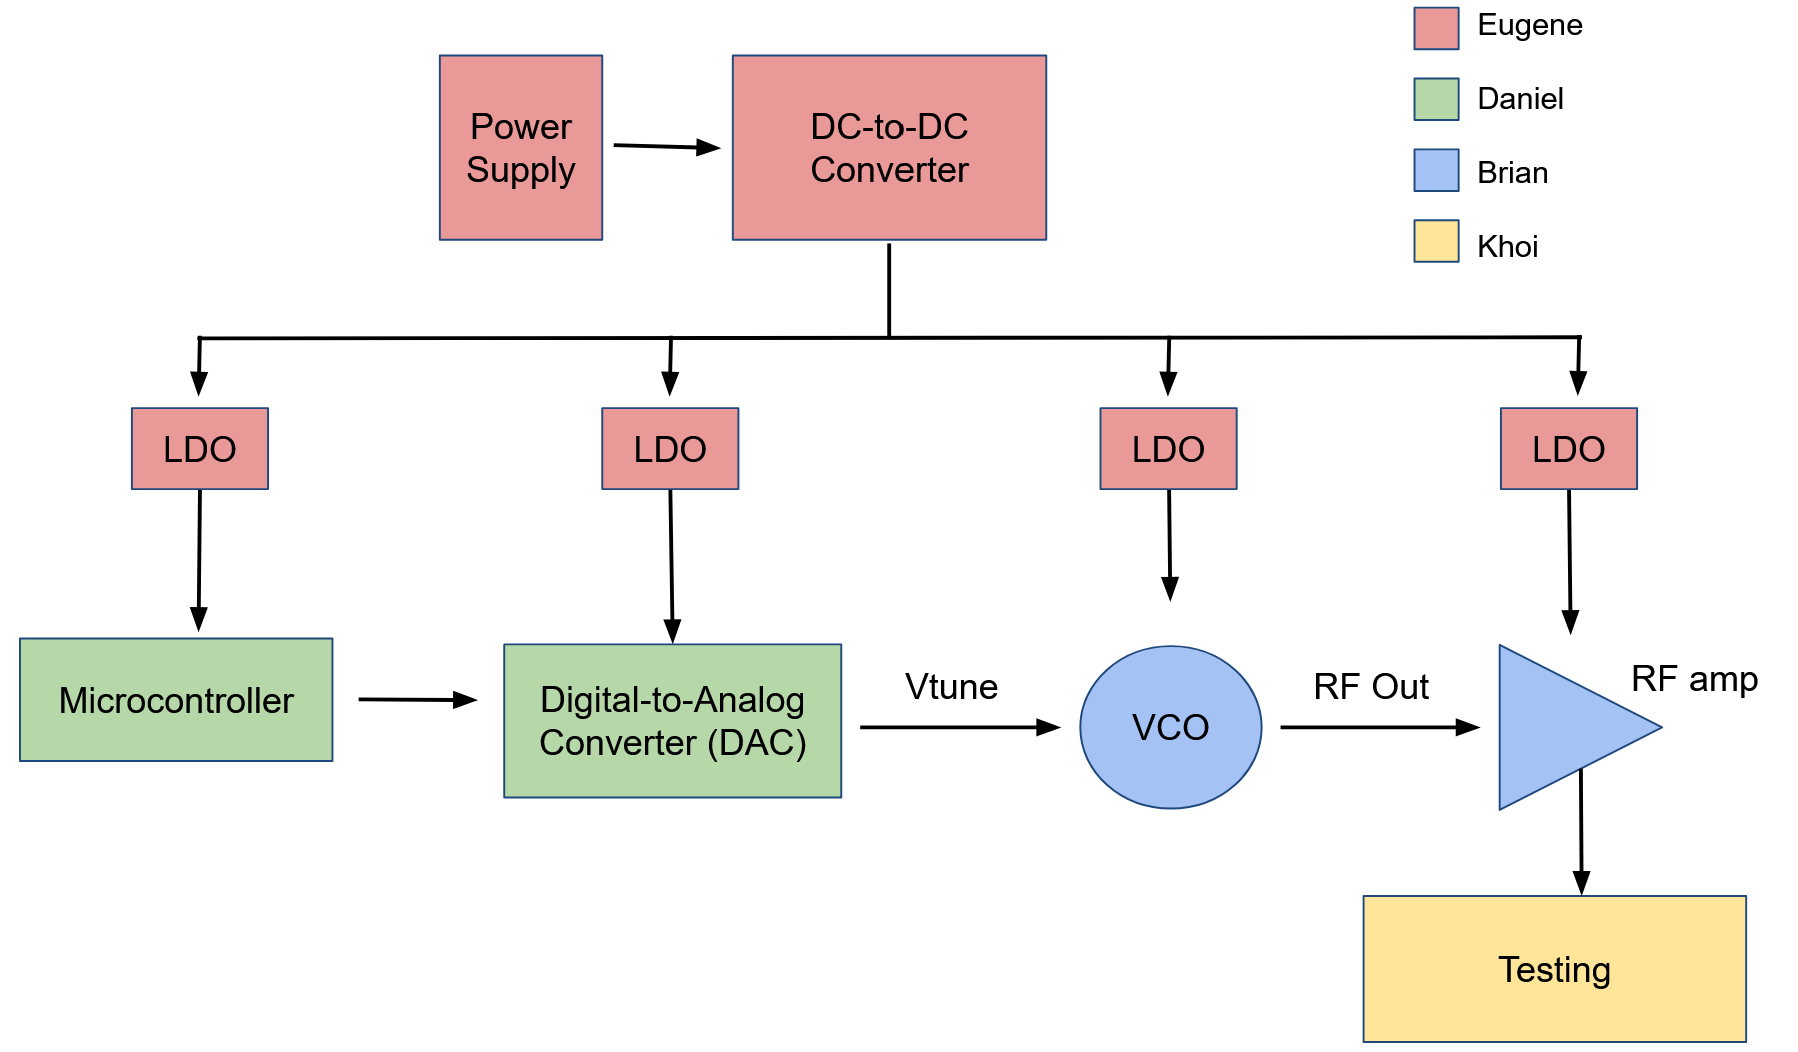 Eugene
Daniel
Brian
Khoi
Power
Supply
DC-to-DC
Converter
LDO
LDO
LDO
LDO
Microcontroller
Digital-to-Analog
Converter (DAC)
Vtune
VCO
RF Out
RF amp
Testing